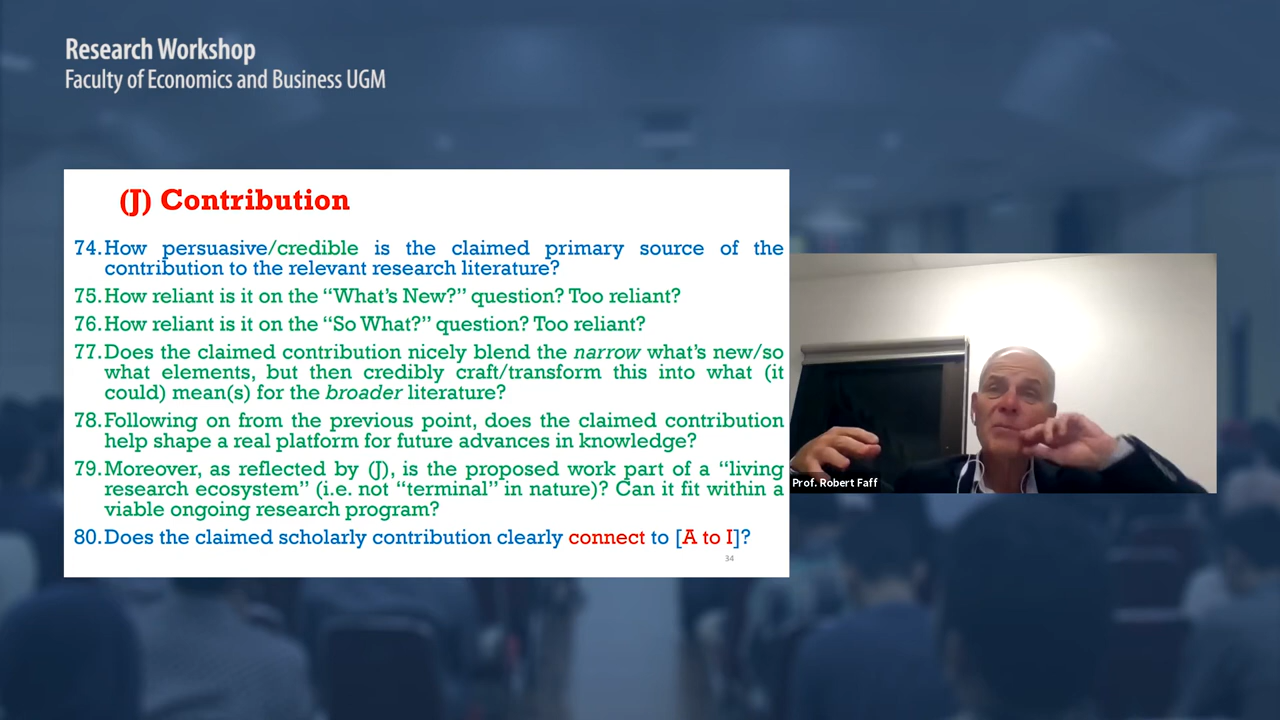 Research Workshop
Faculty of Economics and Business UGM
(J) Contribution
74. How persuasive/credible is the claimed primary source of the
contribution to the relevant research literature?
75. How reliant is it on the “What’s New?” question? Too reliant?
76. How reliant is it on the “So What?” question? Too reliant?
77. Does the claimed contribution nicely blend the narrow what’s new/so
what elements, but then credibly craft/transform this into what (it
could) mean(s) for the broader literature?
78. Following on from the previous point, does the claimed contribution
help shape a real platform for future advances in knowledge?
79. Moreover, as reflected by (J), is the proposed work part of a “living
research ecosystem” (i.e. not “terminal” in nature)? Can it fit within a
viable ongoing research program?
80. Does the claimed scholarly contribution clearly connect to [A to I]?
34
Prof. Robert Faff